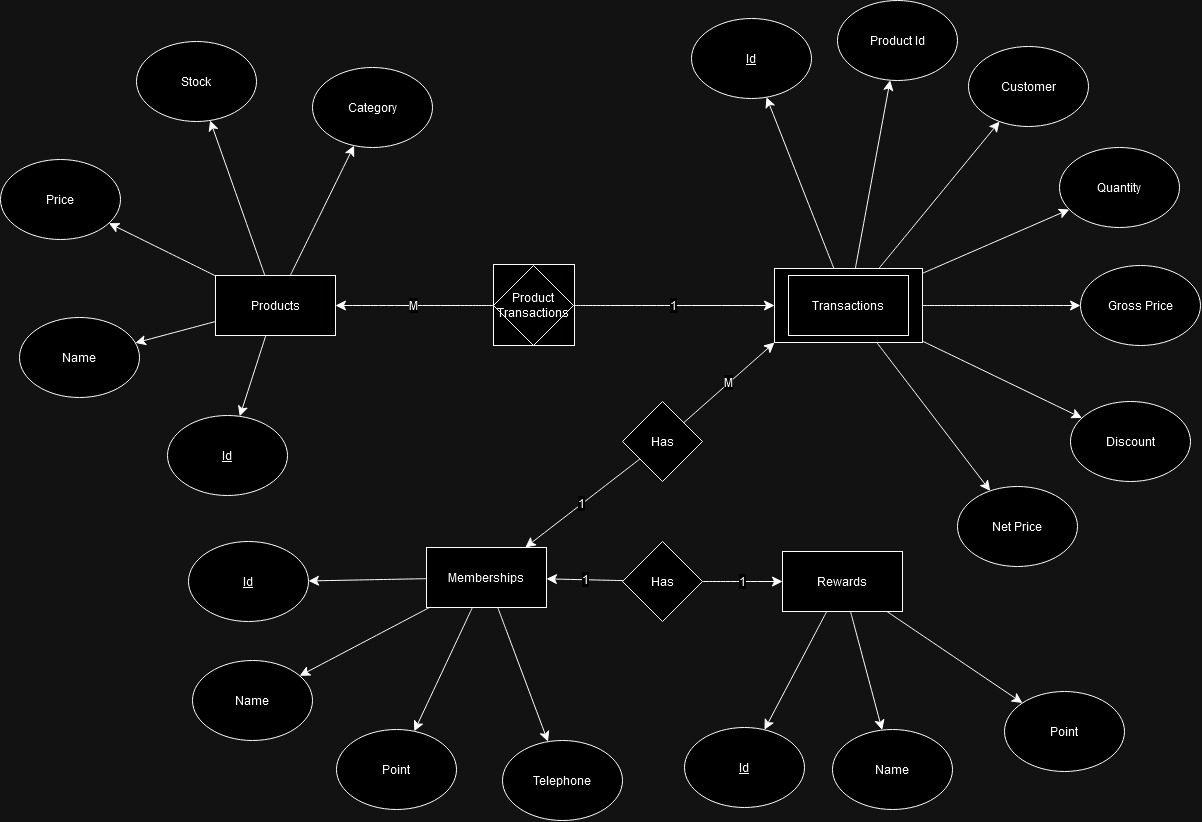 Id
Product Id
Stock
Category
Customer
Price
Quantity
Products
M
Product
Transactions
1
Transactions
Gross Price
Name
M
Id
Has
Discount
1
Net Price
Id
Memberships
1
Has
1
Rewards
Name
Point
Telephone
Id
Name
Point